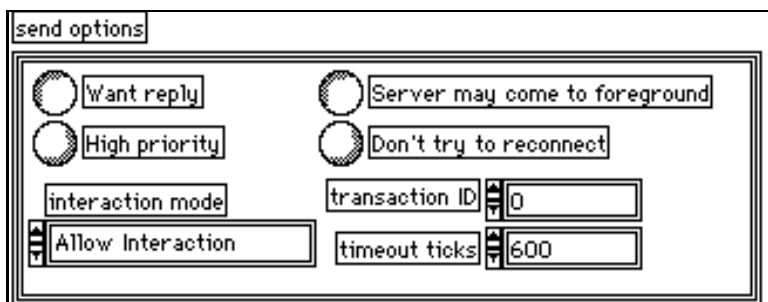 send options
Want reply
Server may come to foreground
High priority
Don't try to reconnect
interaction mode
transaction ID 0
Allow Interaction
timeout ticks 600